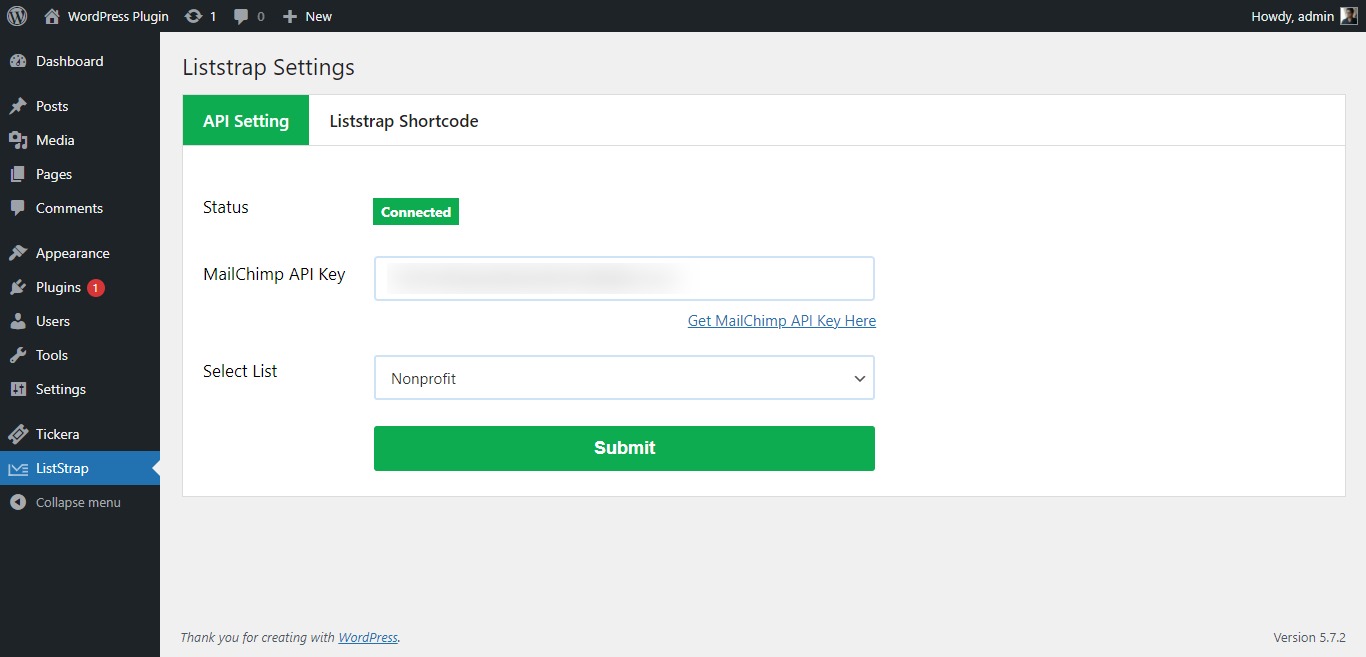 WordPress Plugin 1 0 New Howdy, admin
Dashboard
Posts
Media
Pages
Comments
Appearance
Plugins 1
Users
Tools
Settings
Tickera
ListStrap
Collapse menu
Liststrap Settings
API Setting Liststrap Shortcode
Status Connected
MailChimp API Key
Get MailChimp API Key Here
Select List Nonprofit
Submit
Thank you for creating with WordPress. Version 5.7.2